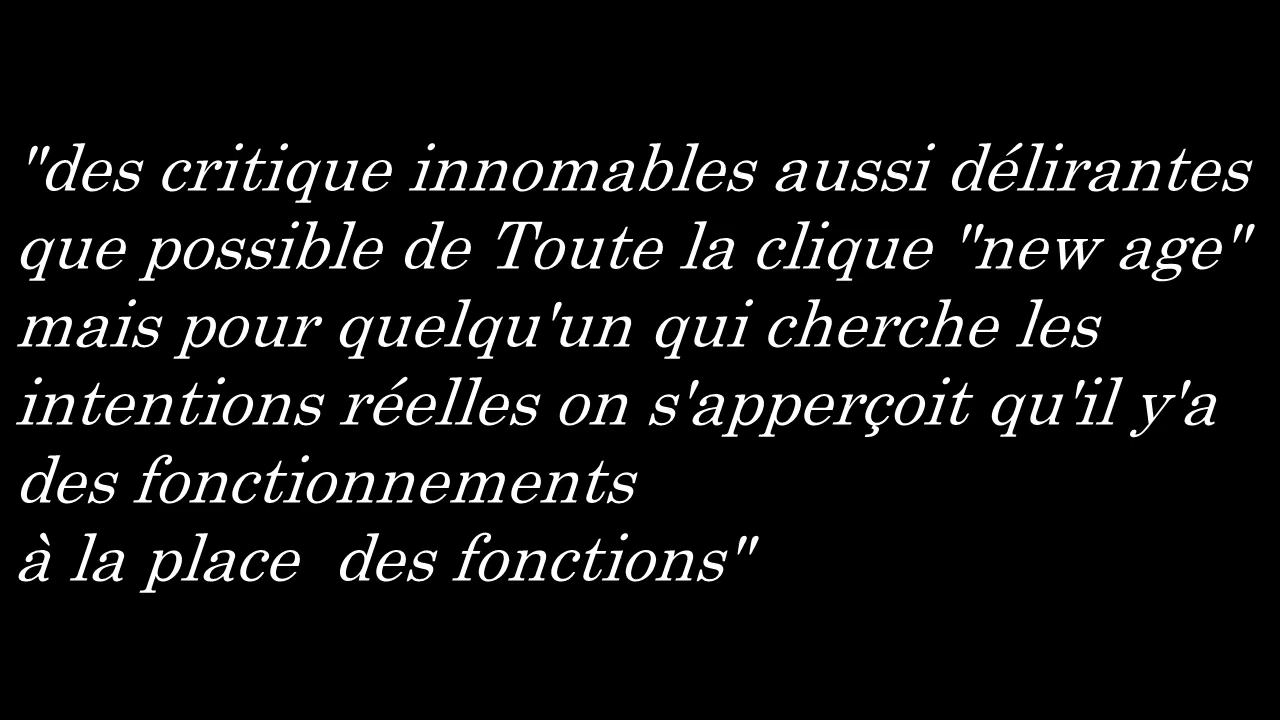 "des critique innomables aussi délirantes
que possible de Toute la clique "new age"
mais pour quelqu'un qui cherche les
intentions réelles on s'apperçoit qu'il y'a
des fonctionnements
à la place  des fonctions"